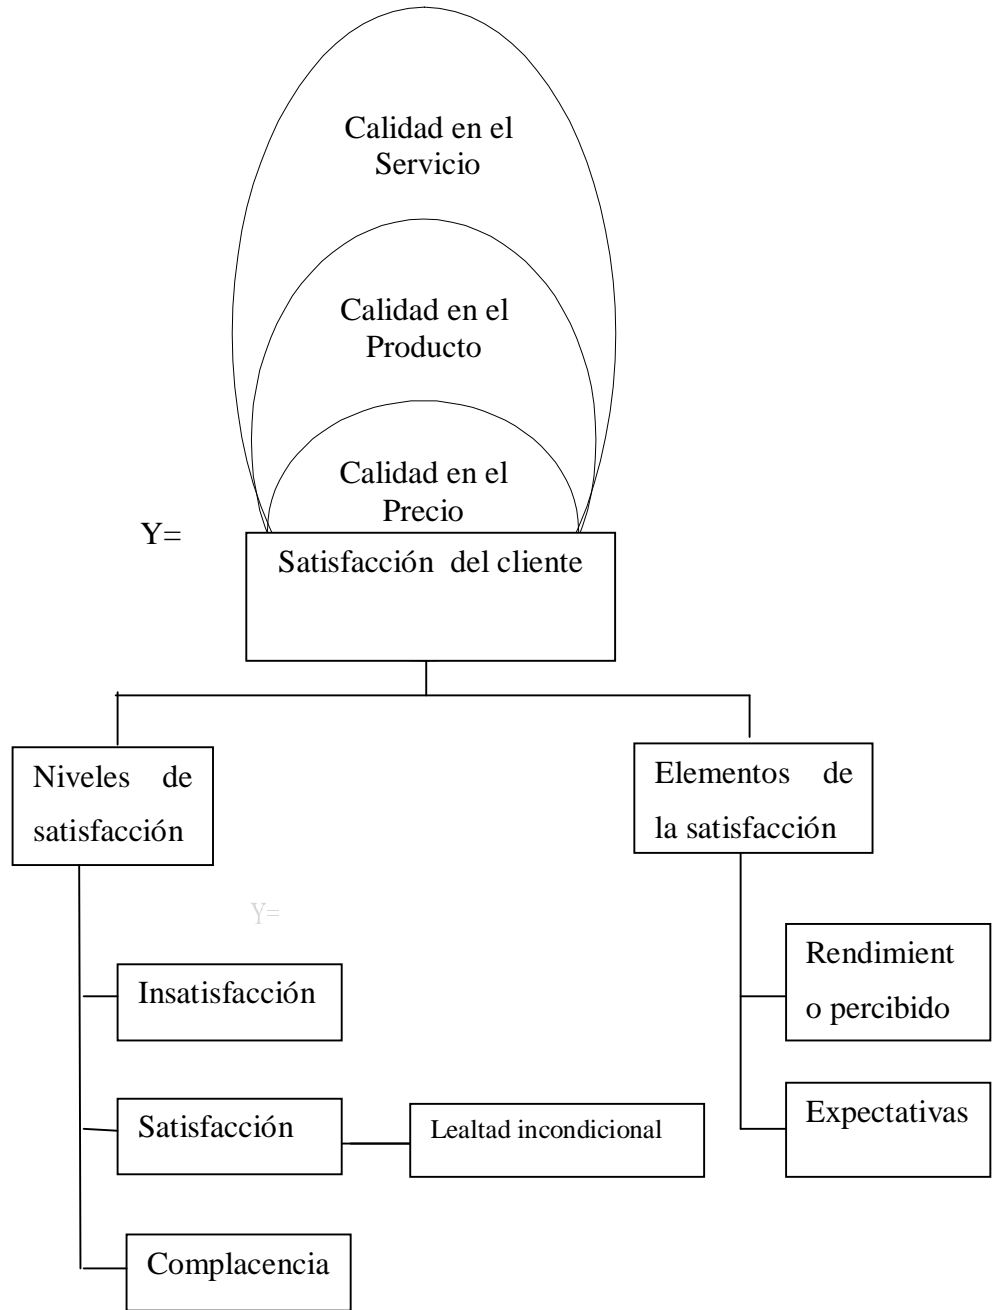 Calidad en el
Servicio
Calidad en el
Producto
Calidad en el
Precio
Y=
Satisfacción del cliente
Niveles de
satisfacción
Elementos de
la satisfacción
Y=
Insatisfacción
Rendimient
o percibido
Satisfacción
Lealtad incondicional
Expectativas
Complacencia